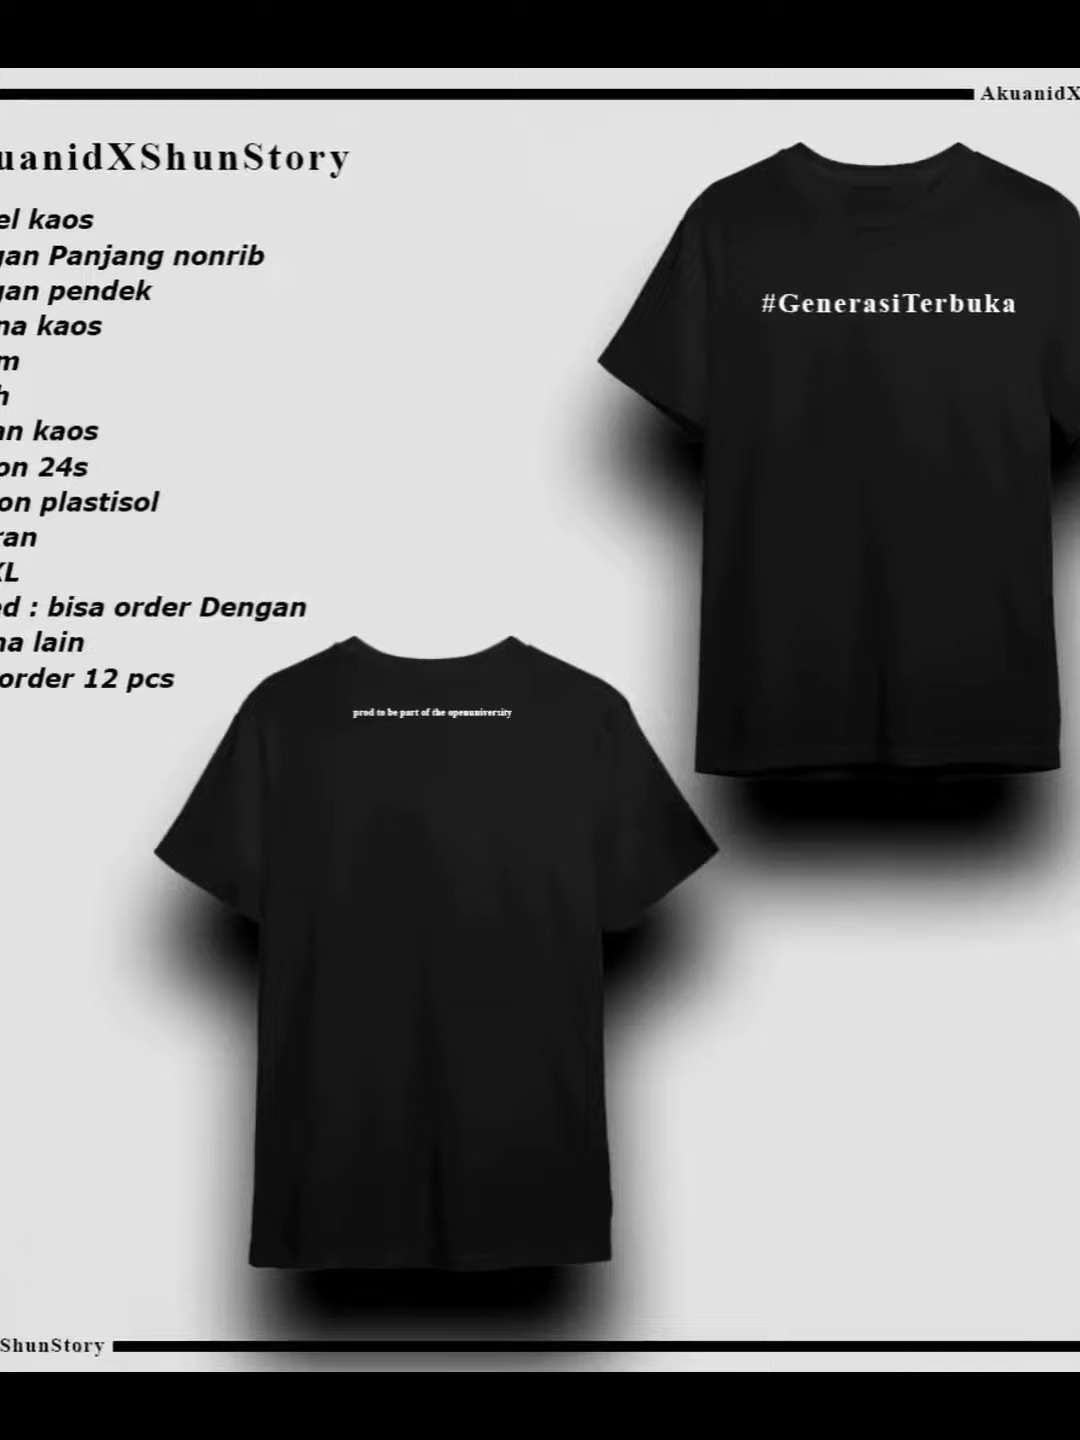 AkuanidX
uanidXShunStory
el kaos
gan Panjang nonrib
gan pendek
na kaos
m
h
an kaos
on 24s
on plastisol
ran
XL
ed : bisa order Dengan
na lain
order 12 pcs
#GenerasiTerbuka
prod to be part of the openuniversity
ShunStory